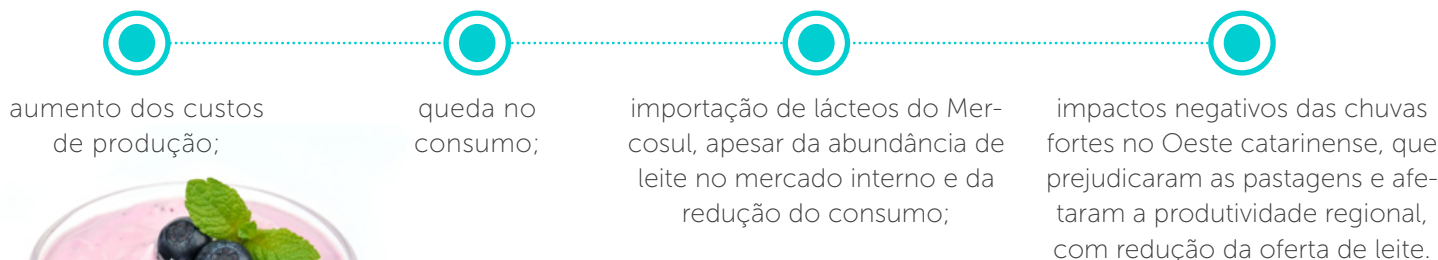 aumento dos custos
de produção;
queda no
consumo;
importação de lácteos do Mer-
cosul, apesar da abundância de
leite no mercado interno e da
redução do consumo;
impactos negativos das chuvas
fortes no Oeste catarinense, que
prejudicaram as pastagens e afe-
taram a produtividade regional,
com redução da oferta de leite.